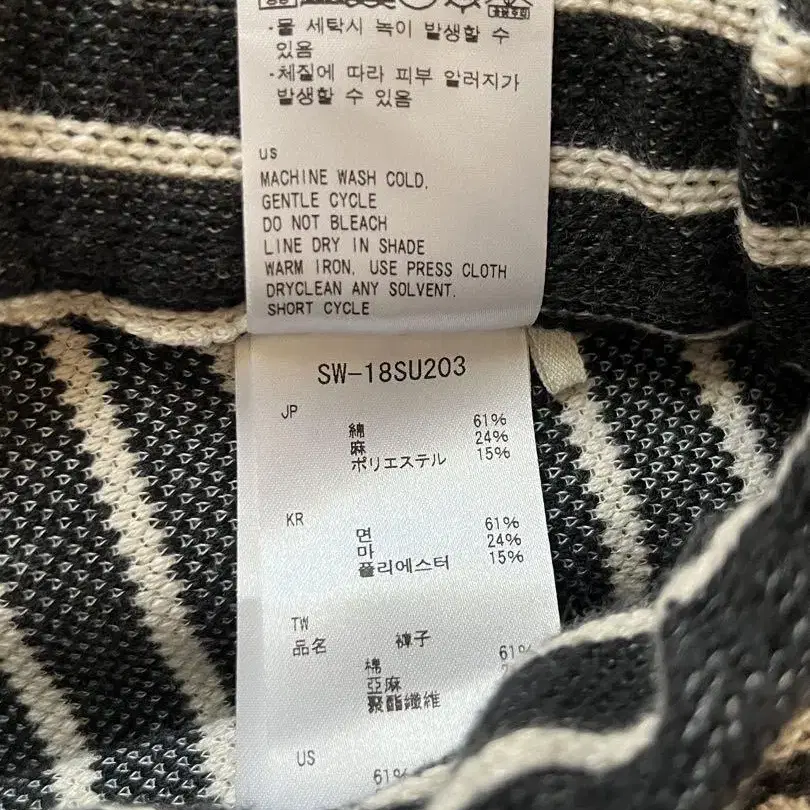 -물 세탁시 녹이 발생할 수
있음
-체질에 따라 피부 알러지가
발생할 수 있음
US
MACHINE WASH COLD,
GENTLE CYCLE
DO NOT BLEACH
LINE DRY IN SHADE
WARM IRON, USE PRESS CLOTH
DRYCLEAN ANY SOLVENT.
SHORT CYCLE
SW-18SU203
JP
綿 61%
麻 24%
ポリエステル 15%
KR
면 61%
마 24%
폴리에스터 15%
TW
品名 褲子
棉 61%
亞麻
聚酯纖維
US
61%